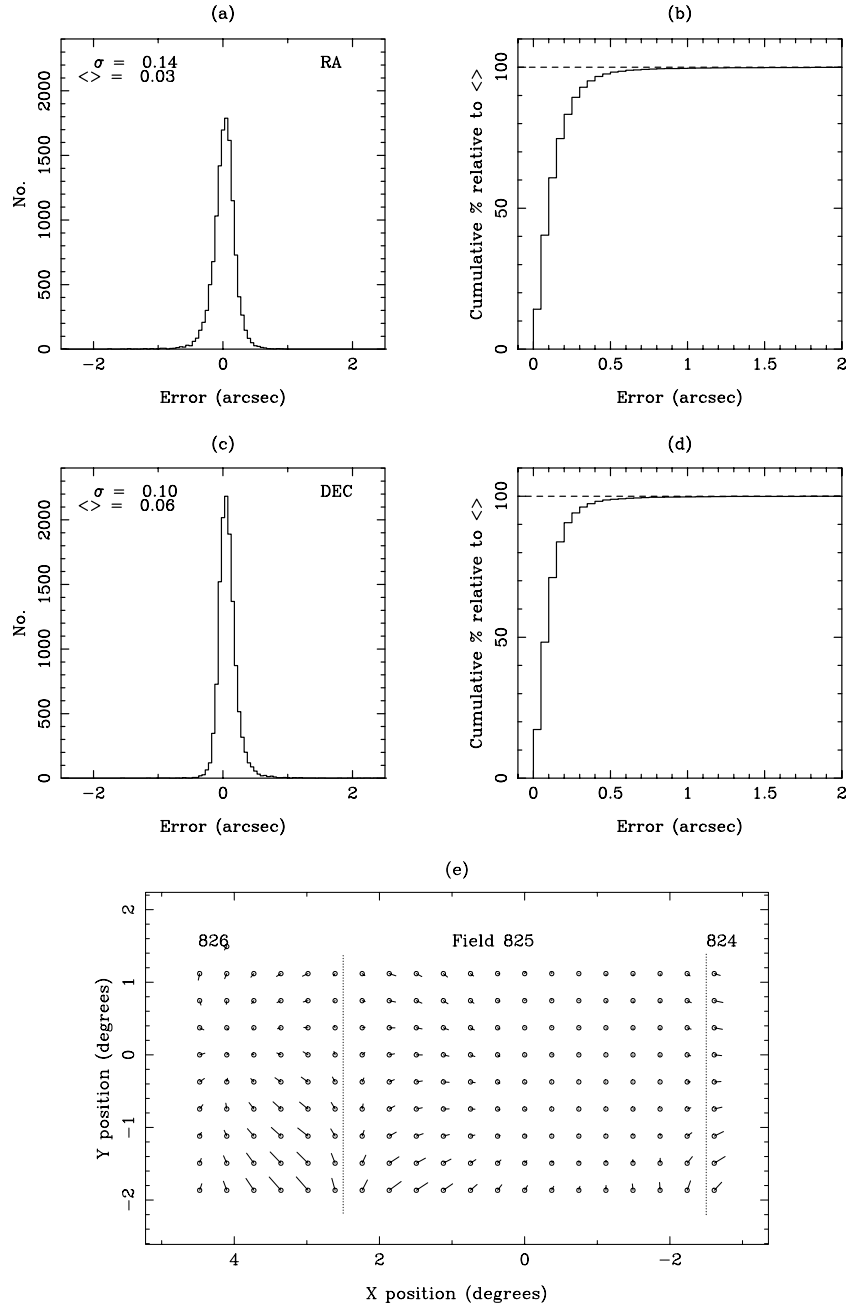 (a)
σ = 0.14
<> = 0.03
RA
No.
0
500
1000
1500
2000
−2
0
2
Error (arcsec)
(b)
Cumulative % relative to <>
0
50
100
0
0.5
1
1.5
2
Error (arcsec)
(c)
σ = 0.10
<> = 0.06
DEC
No.
0
500
1000
1500
2000
−2
0
2
Error (arcsec)
(d)
Cumulative % relative to <>
0
50
100
0
0.5
1
1.5
2
Error (arcsec)
(e)
826
Field 825
824
Y position (degrees)
2
1
0
−1
−2
4
2
0
−2
X position (degrees)